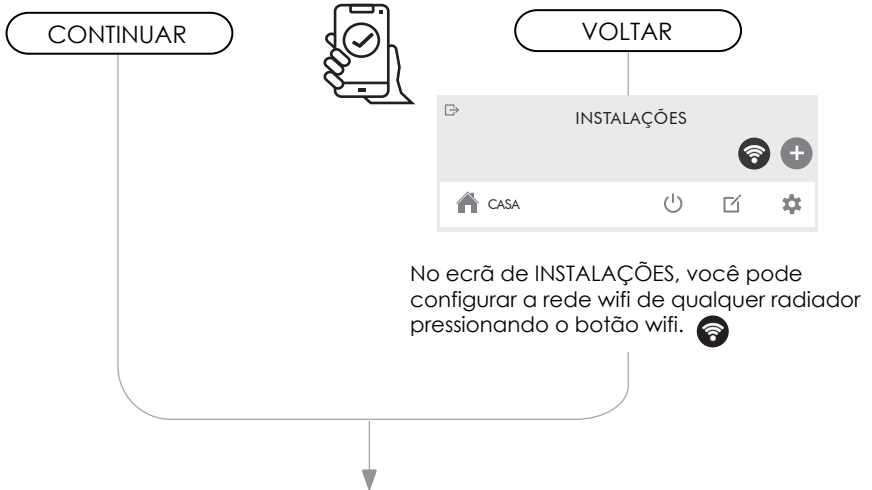 CONTINUAR
VOLTAR
INSTALAÇÕES
CASA
No ecrã de INSTALAÇÕES, você pode
configurar a rede wifi de qualquer radiador
pressionando o botão wifi.